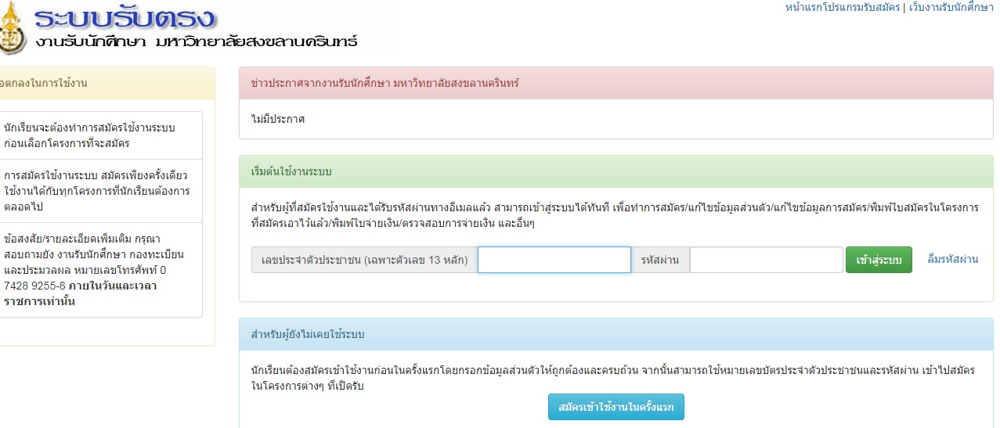 ระบบรับตรง
งานรับนักศึกษา มหาวิทยาลัยสงขลานครินทร์
หน้าแรกโปรแกรมรับสมัคร | เว็บงานรับนักศึกษา
อตกลงในการใช้งาน
นักเรียนจะต้องทำการสมัครใช้งานระบบ
ก่อนเลือกโครงการที่จะสมัคร
การสมัครใช้งานระบบ สมัครเพียงครั้งเดียว
ใช้งานได้กับทุกโครงการที่นักเรียนต้องการ
ตลอดไป
ข้อสงสัย/รายละเอียดเพิ่มเติม กรุณา
สอบถามยัง งานรับนักศึกษา กองทะเบียน
และประมวลผล หมายเลขโทรศัพท์ 0
7428 9255-8 ภายในวันและเวลา
ราชการเท่านั้น
ข่าวประกาศจากงานรับนักศึกษา มหาวิทยาลัยสงขลานครินทร์
ไม่มีประกาศ
เริ่มต้นใช้งานระบบ
สำหรับผู้ที่สมัครใช้งานและได้รับรหัสผ่านทางอีเมลแล้ว สามารถเข้าสู่ระบบได้ทันที เพื่อทำการสมัคร/แก้ไขข้อมูลส่วนตัว/แก้ไขข้อมูลการสมัคร/พิมพ์ใบสมัครในโครงการ
ที่สมัครเอาไว้แล้ว/พิมพ์ใบจ่ายเงิน/ตรวจสอบการจ่ายเงิน และอื่นๆ
เลขประจำตัวประชาชน (เฉพาะตัวเลข 13 หลัก) รหัสผ่าน เข้าสู่ระบบ ลืมรหัสผ่าน
สำหรับผู้ยังไม่เคยใช้ระบบ
นักเรียนต้องสมัครเข้าใช้งานก่อนในครั้งแรกโดยกรอกข้อมูลส่วนตัวให้ถูกต้องและครบถ้วน จากนั้นสามารถใช้หมายเลขบัตรประจำตัวประชาชนและรหัสผ่าน เข้าไปสมัคร
ในโครงการต่างๆ ที่เปิดรับ
สมัครเข้าใช้งานในครั้งแรก